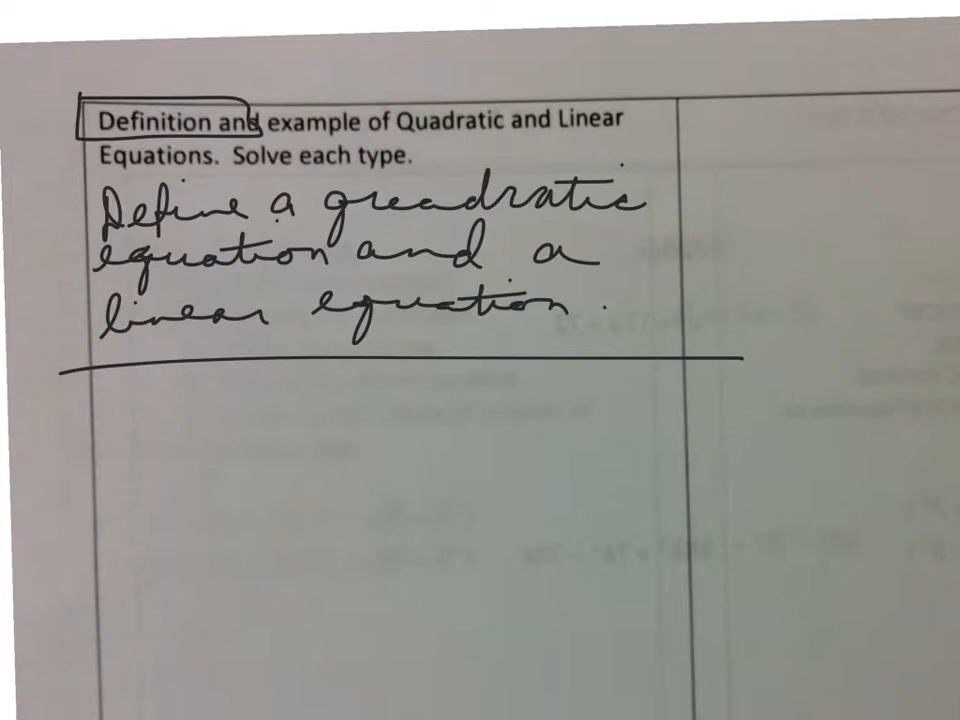 Definition and example of Quadratic and Linear
Equations. Solve each type.
Define a quadratic
equation and a
linear equation.